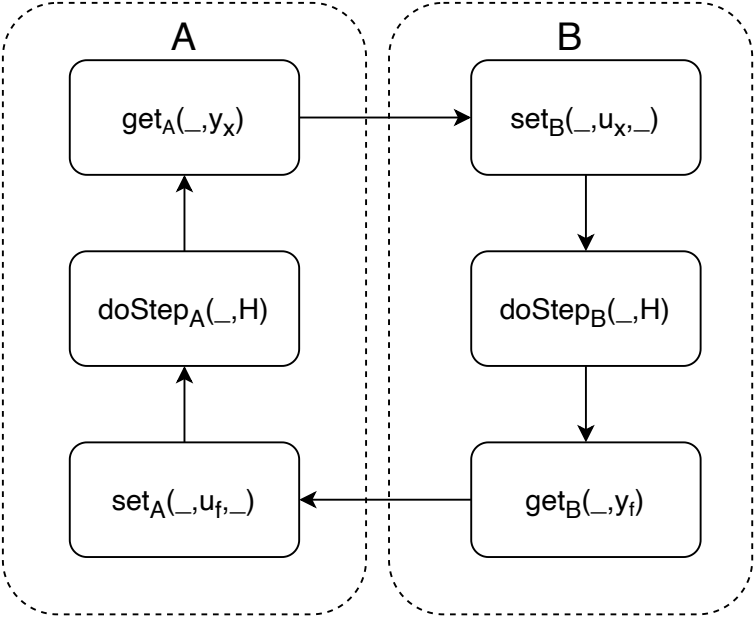 A
B
get_A(_,y_x)
set_B(_,u_x,_)
doStep_A(_,H)
doStep_B(_,H)
set_A(_,u_f,_)
get_B(_,y_f)